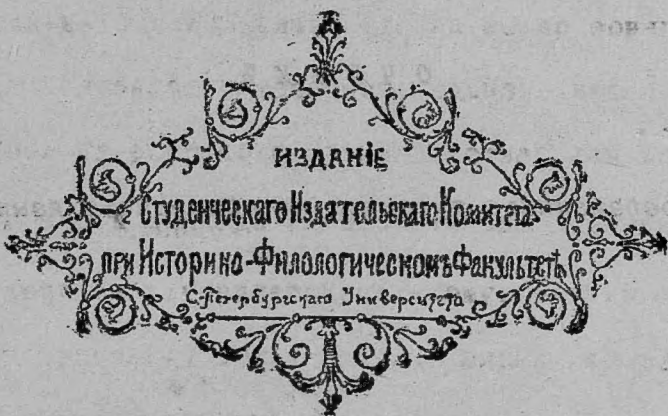 ИЗДАНІЕ
Студенческаго Издательскаго Комитета
при Историко-Филологическомъ Факультетѣ
С.-Петербургскаго Университета